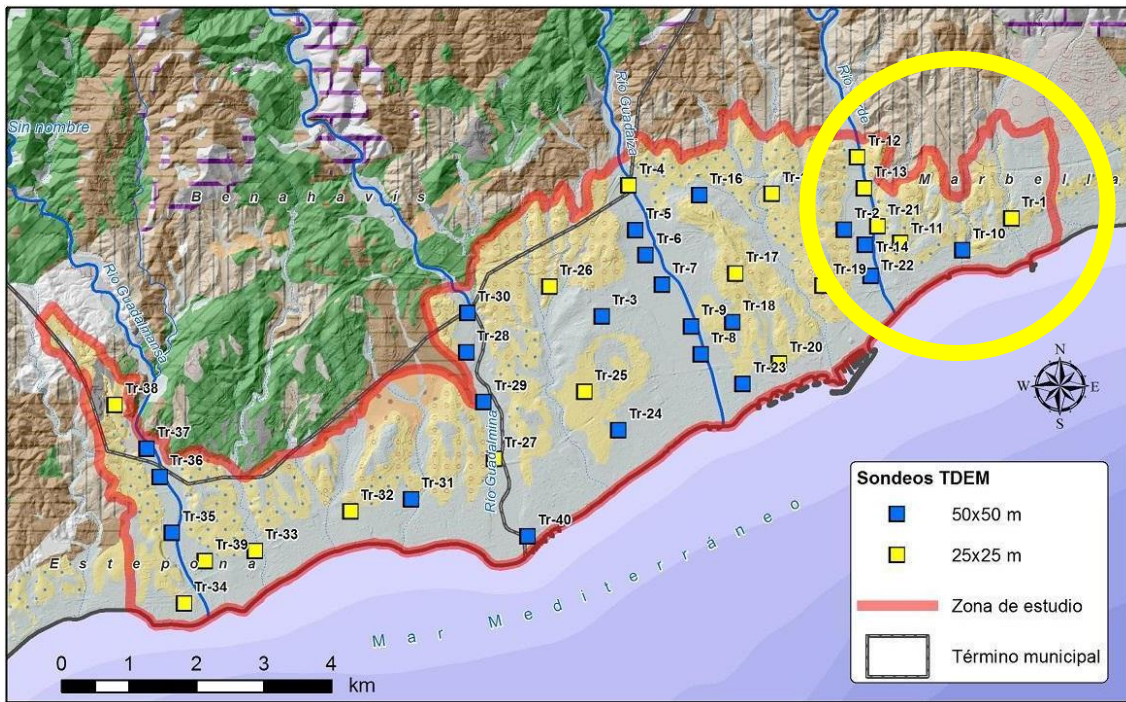 Sin nombre
Río Guadalmansa
Benahavís
Río Guadaiza
Marbella
Tr-12
Tr-4
Tr-13
Tr-16
Tr-1
Tr-5
Tr-2
Tr-21
Tr-11
Tr-10
Tr-6
Tr-14
Tr-7
Tr-17
Tr-19
Tr-22
Tr-26
Tr-30
Tr-3
Tr-9
Tr-18
Tr-28
Tr-8
Tr-20
Tr-38
Tr-29
Tr-25
Tr-23
Río Guadalmina
Tr-24
Tr-37
Tr-27
Tr-36
Tr-32
Tr-31
Tr-35
Tr-33
Tr-40
Tr-39
Estepona
Tr-34
Mar Mediterráneo
N
W
E
S
Sondeos TDEM
50x50 m
25x25 m
Zona de estudio
Término municipal
0 1 2 3 4
km